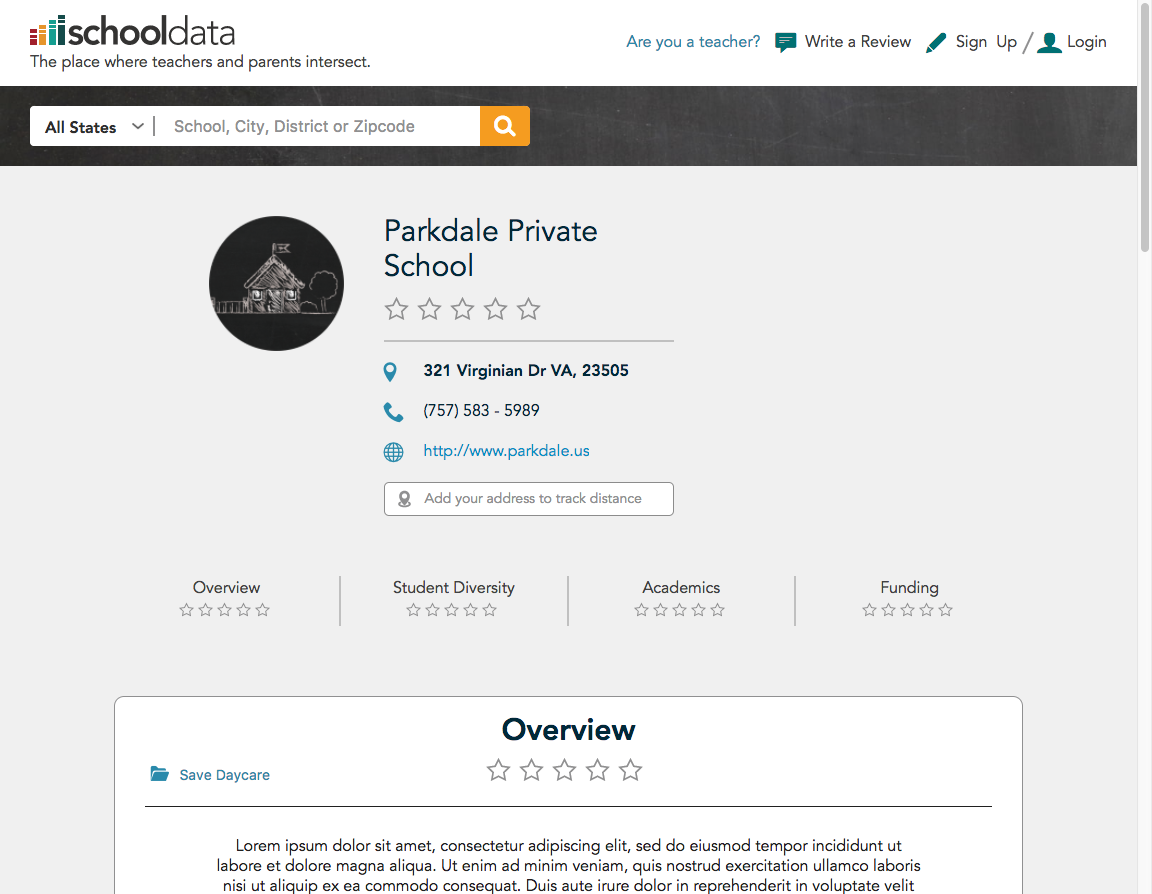 schooldata
The place where teachers and parents intersect.
Are you a teacher? Write a Review Sign Up / Login
All States School, City, District or Zipcode
Parkdale Private
School
321 Virginian Dr VA, 23505
(757) 583 - 5989
http://www.parkdale.us
Add your address to track distance
Overview Student Diversity Academics Funding
Overview
Save Daycare
Lorem ipsum dolor sit amet, consectetur adipiscing elit, sed do eiusmod tempor incididunt ut
labore et dolore magna aliqua. Ut enim ad minim veniam, quis nostrud exercitation ullamco laboris
nisi ut aliquip ex ea commodo consequat. Duis aute irure dolor in reprehenderit in voluptate velit